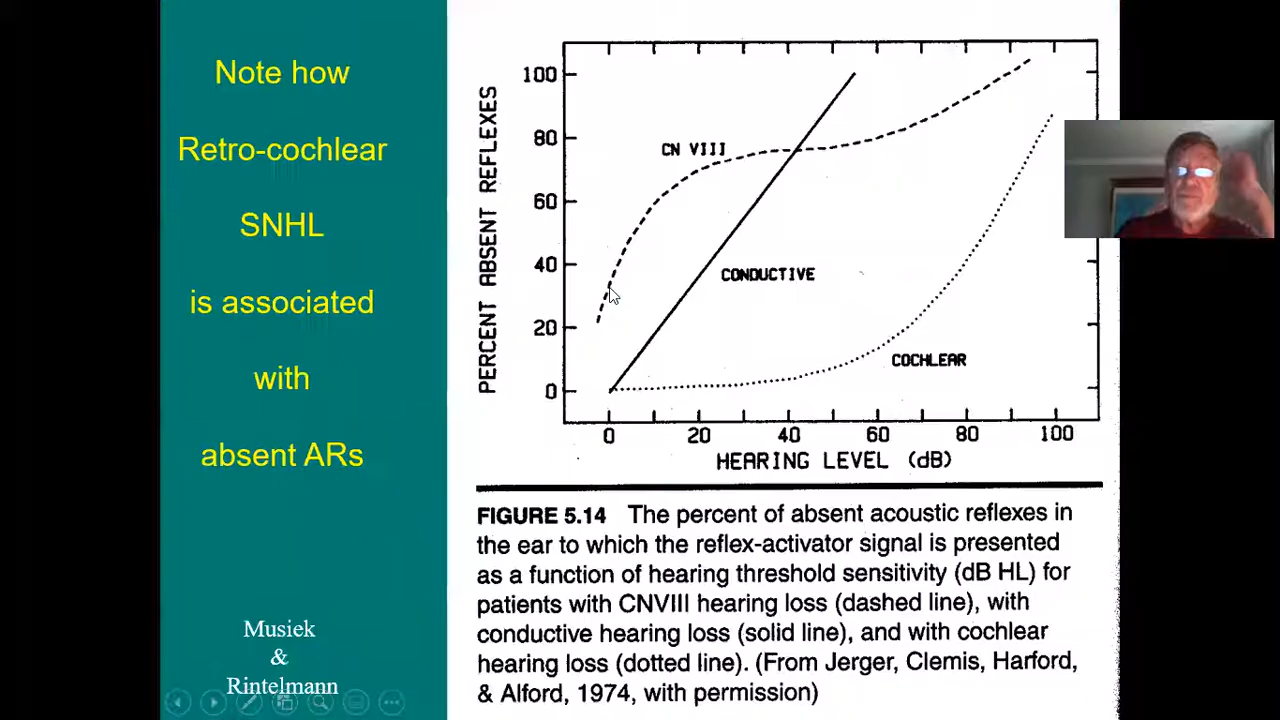 Note how
Retro-cochlear
SNHL
is associated
with
absent ARs
Musiek
&
Rintelmann
PERCENT ABSENT REFLEXES
100
80
60
40
20
0
CN VIII
CONDUCTIVE
COCHLEAR
0 20 40 60 80 100
HEARING LEVEL (dB)
FIGURE 5.14 The percent of absent acoustic reflexes in
the ear to which the reflex-activator signal is presented
as a function of hearing threshold sensitivity (dB HL) for
patients with CNVIII hearing loss (dashed line), with
conductive hearing loss (solid line), and with cochlear
hearing loss (dotted line). (From Jerger, Clemis, Harford,
& Alford, 1974, with permission)